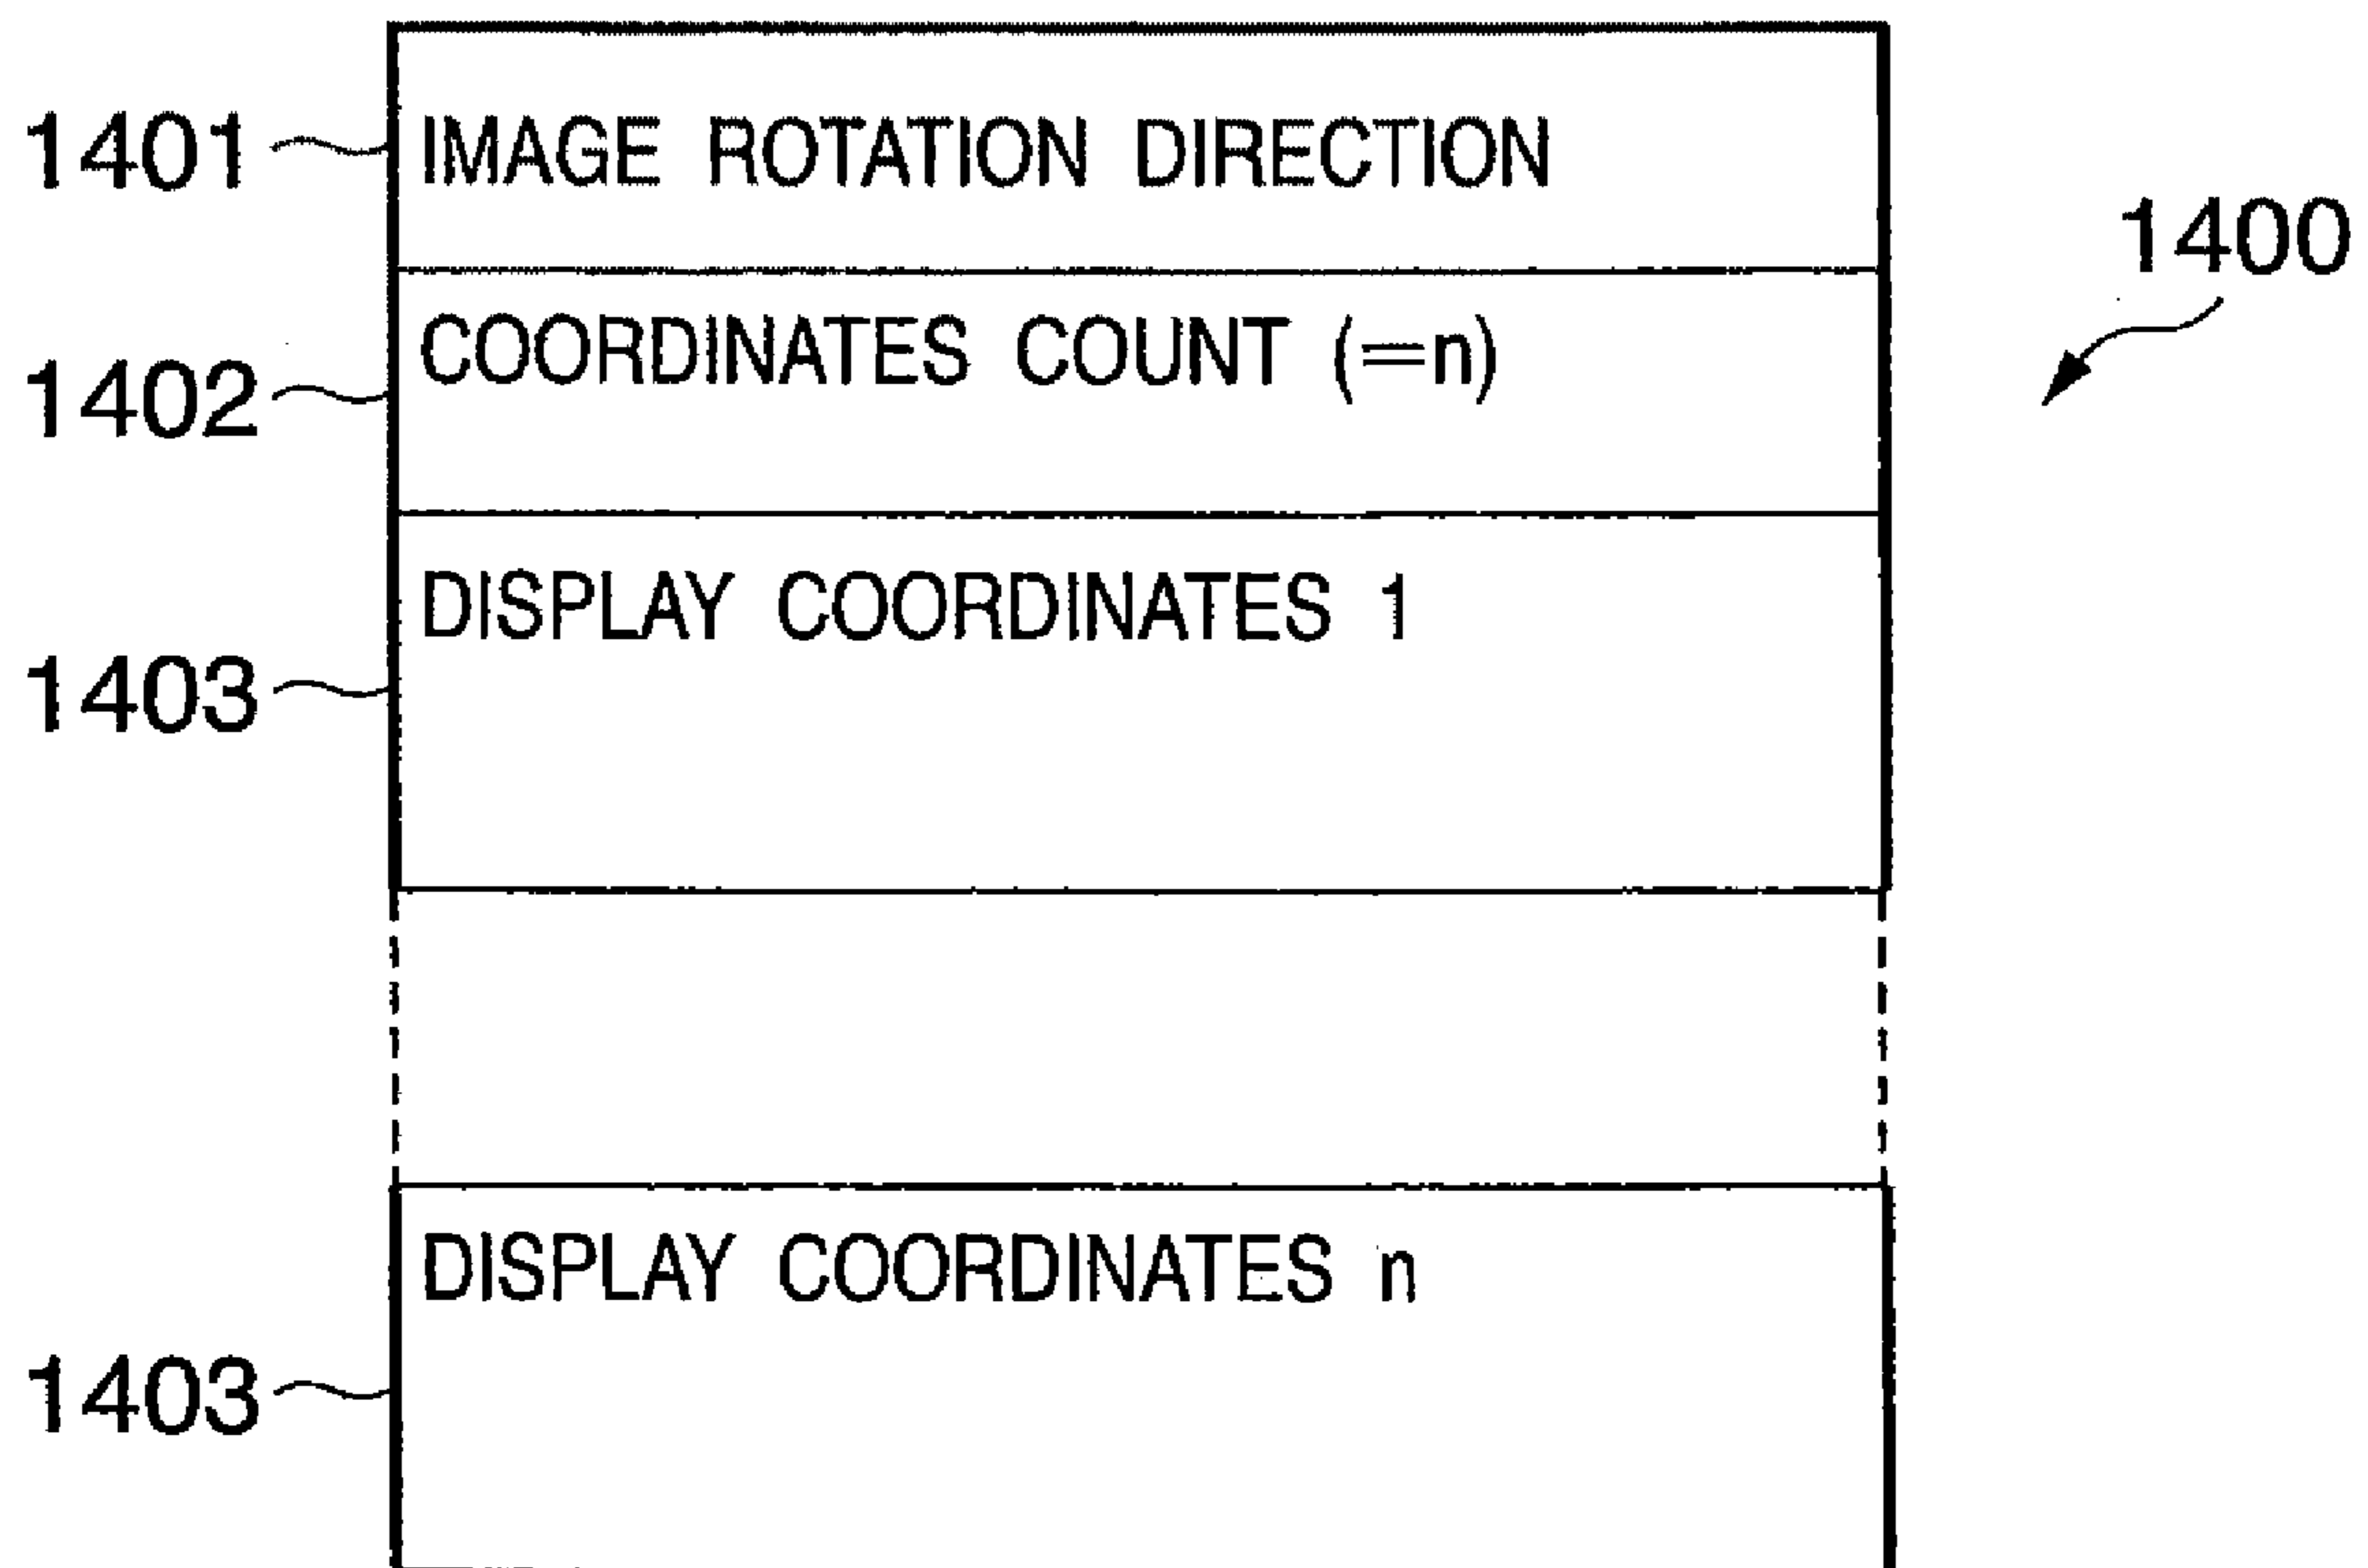 1401 IMAGE ROTATION DIRECTION
1400
1402 COORDINATES COUNT (=n)
1403 DISPLAY COORDINATES 1
DISPLAY COORDINATES n
1403